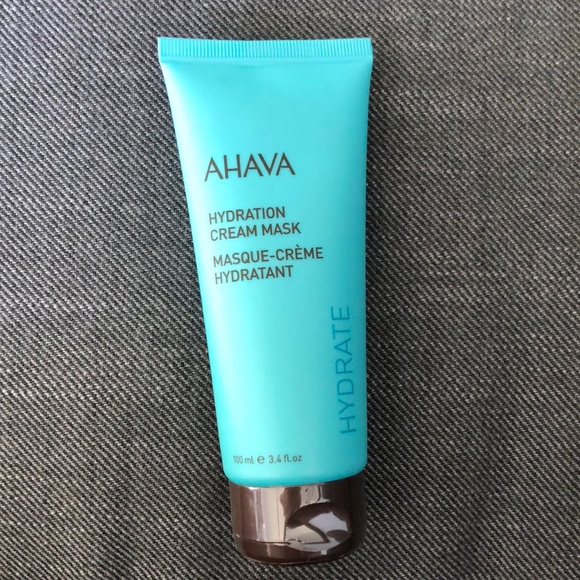 AHAVA
HYDRATION
CREAM MASK
MASQUE-CRÈME
HYDRATANT
HYDRATE
100 ml e 3.4 fl.oz